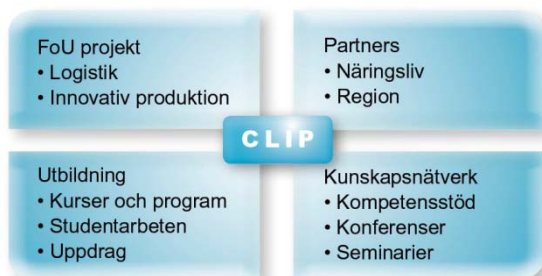 FoU projekt
• Logistik
• Innovativ produktion
Partners
• Näringsliv
• Region
CLIP
Utbildning
• Kurser och program
• Studentarbeten
• Uppdrag
Kunskapsnätverk
• Kompetensstöd
• Konferenser
• Seminarier